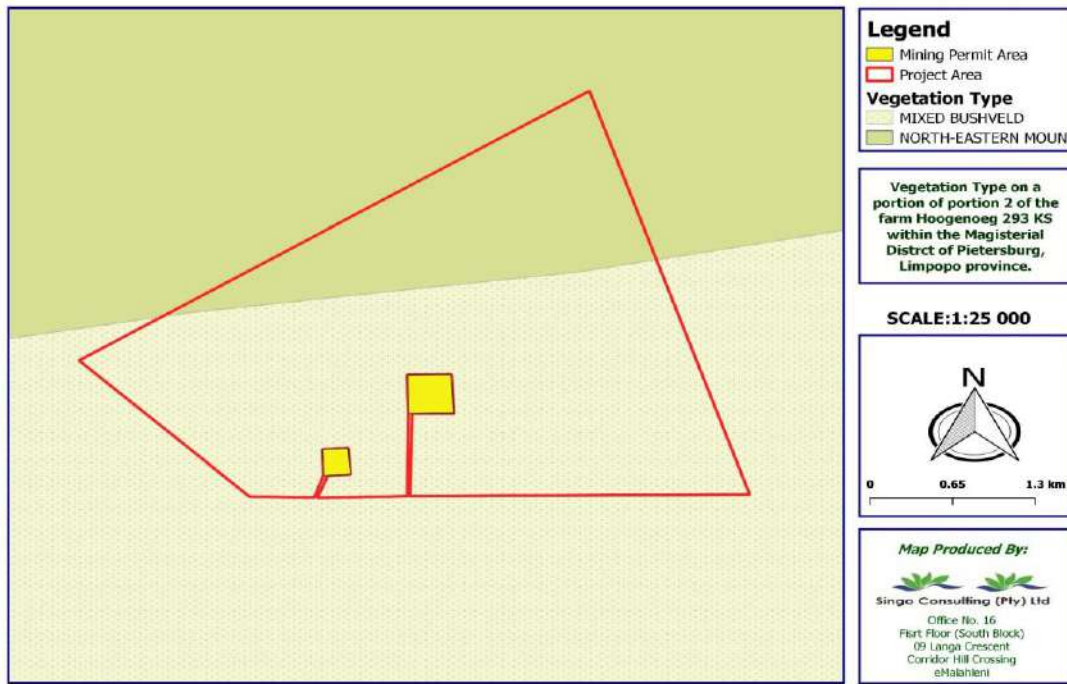 Legend
Mining Permit Area
Project Area
Vegetation Type
MIXED BUSHVELD
NORTH-EASTERN MOUN
Vegetation Type on a
portion of portion 2 of the
farm Hoogenoeg 293 KS
within the Magisterial
Distrct of Pietersburg,
Limpopo province.
SCALE:1:25 000
N
0 0.65 1.3 km
Map Produced By:
Singo Consulting (Pty) Ltd
Office No. 16
Fisrt Floor (South Block)
09 Langa Crescent
Corridor Hill Crossing
eMalahleni